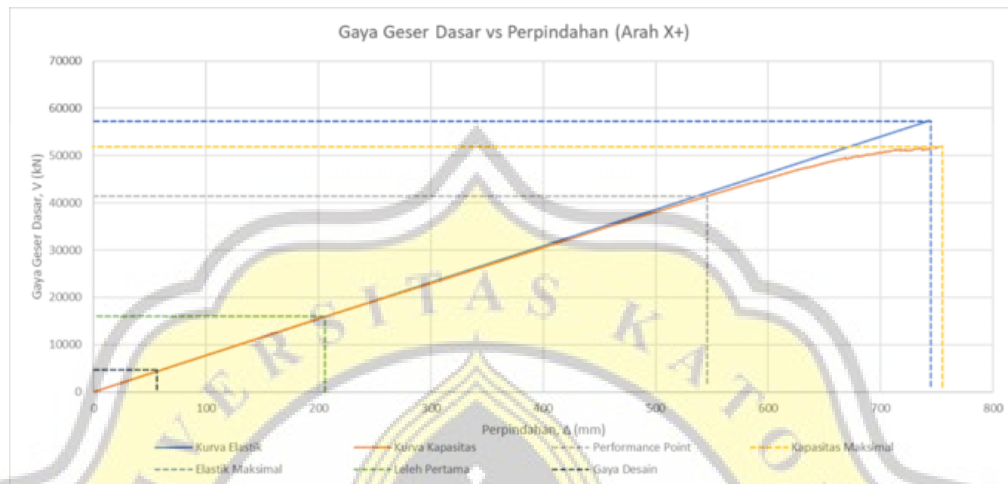 Gaya Geser Dasar vs Perpindahan (Arah X+)
70000
60000
50000
40000
30000
20000
10000
0
Gaya Geser Dasar, V (kN)
0 100 200 300 400 500 600 700 800
Perpindahan, Δ (mm)
Kurva Elastik Kurva Kapasitas Performance Point Kapasitas Maksimal
Elastik Maksimal Leleh Pertama Gaya Desain
VERSITAS KATO